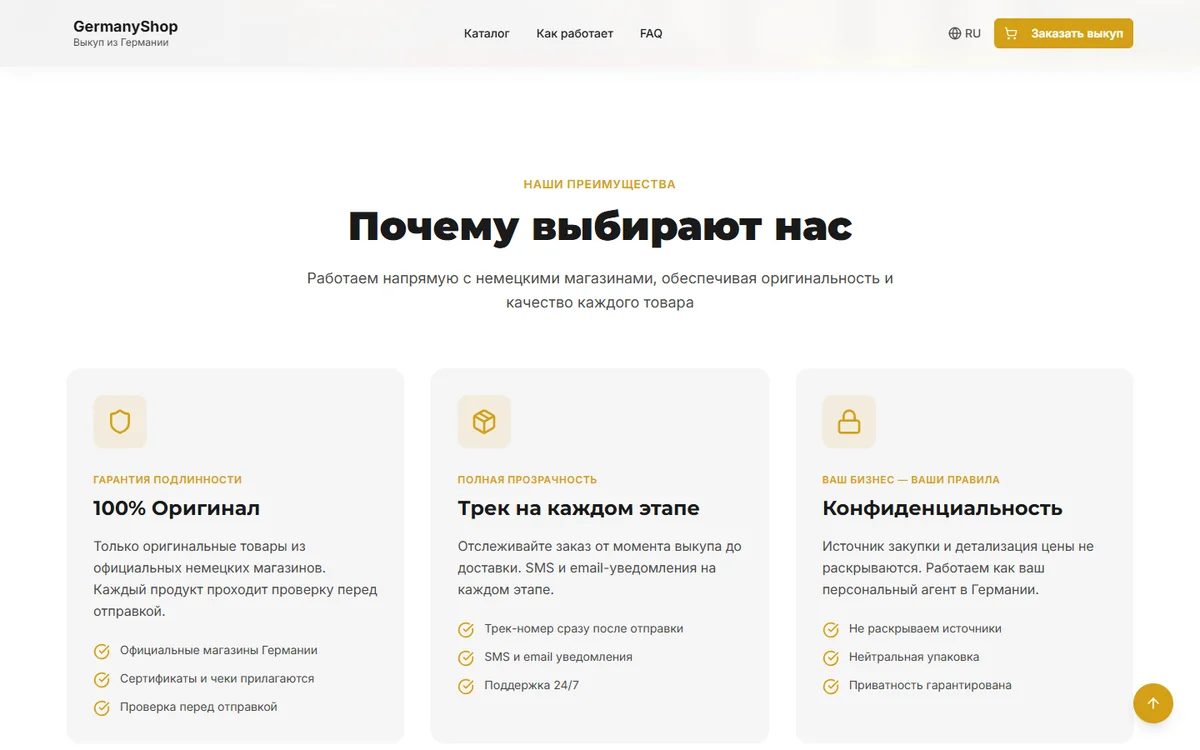 GermanyShop
Выкуп из Германии
Каталог
Как работает
FAQ
RU
Заказать выкуп
НАШИ ПРЕИМУЩЕСТВА
Почему выбирают нас
Работаем напрямую с немецкими магазинами, обеспечивая оригинальность и
качество каждого товара
ГАРАНТИЯ ПОДЛИННОСТИ
100% Оригинал
Только оригинальные товары из
официальных немецких магазинов.
Каждый продукт проходит проверку перед
отправкой.
Официальные магазины Германии
Сертификаты и чеки прилагаются
Проверка перед отправкой
ПОЛНАЯ ПРОЗРАЧНОСТЬ
Трек на каждом этапе
Отслеживайте заказ от момента выкупа до
доставки. SMS и email-уведомления на
каждом этапе.
Трек-номер сразу после отправки
SMS и email уведомления
Поддержка 24/7
ВАШ БИЗНЕС — ВАШИ ПРАВИЛА
Конфиденциальность
Источник закупки и детализация цены не
раскрываются. Работаем как ваш
персональный агент в Германии.
Не раскрываем источники
Нейтральная упаковка
Приватность гарантирована